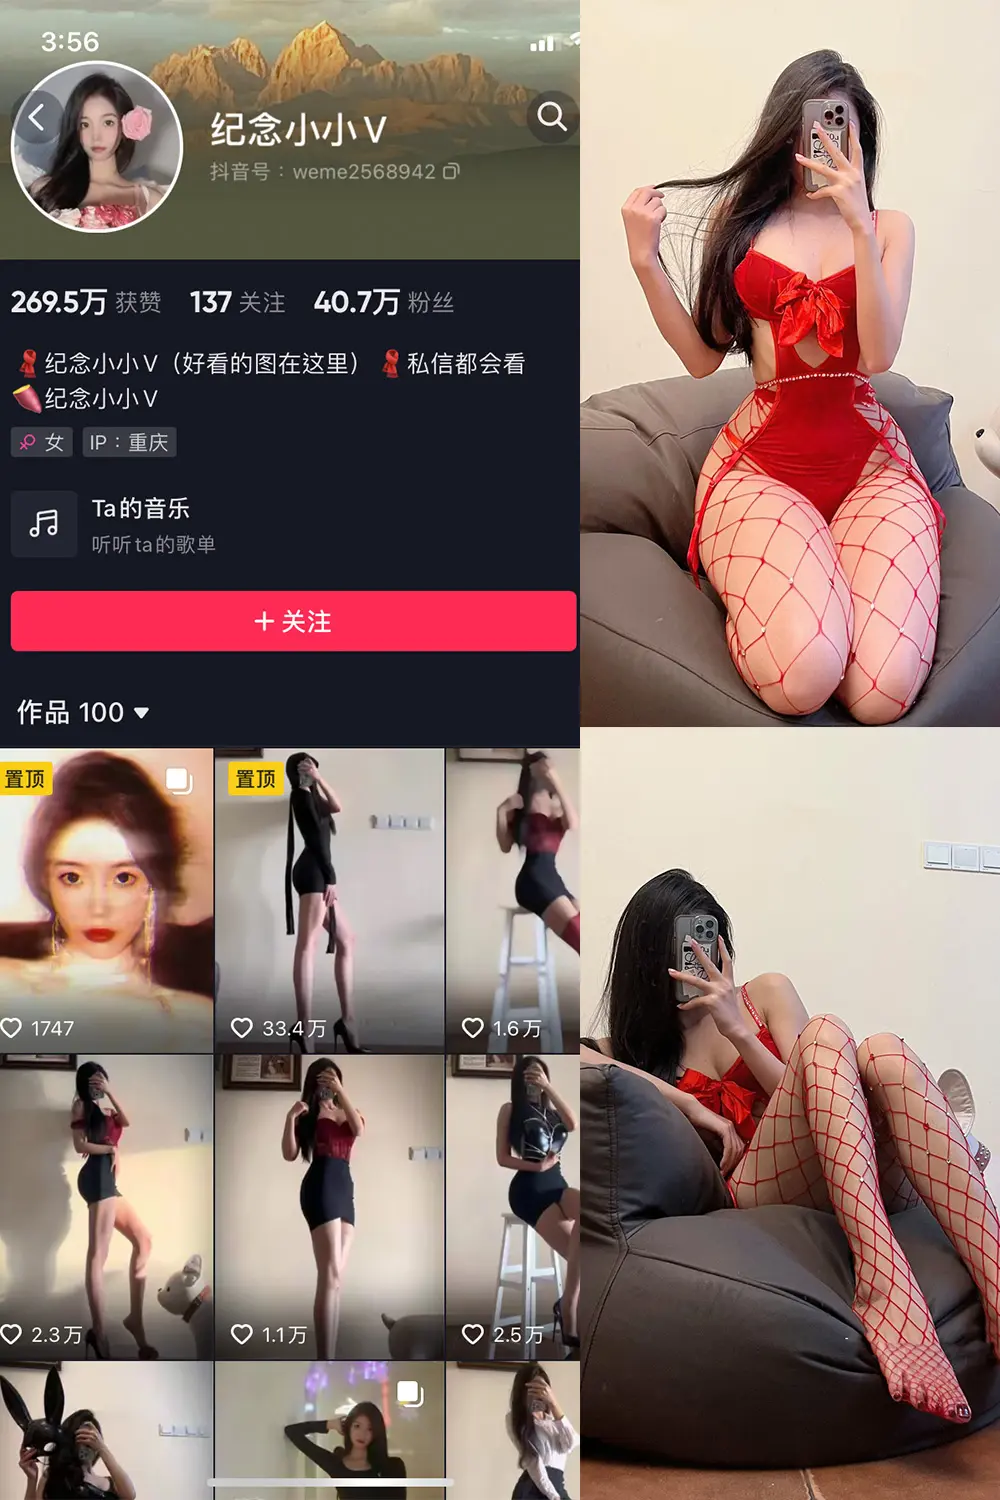 3:56
纪念小小V
抖音号：weme2568942
269.5万 获赞 137 关注 40.7万 粉丝
纪念小小V（好看的图在这里） 私信都会看
纪念小小V
女 IP：重庆
Ta的音乐
听听ta的歌单
+ 关注
作品 100
置顶 置顶
1747 33.4万 1.6万
2.3万 1.1万 2.5万